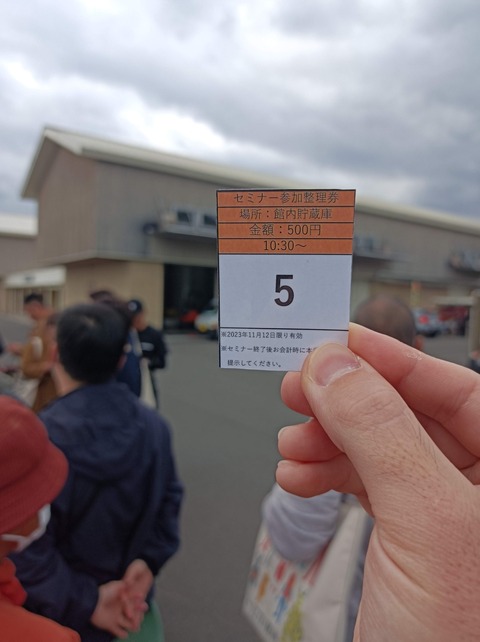 セミナー参加整理券
場所：館内貯蔵庫
金額：500円
10:30～
5
※2023年11月12日限り有効
※セミナー終了後お会計時に本
提示してください。